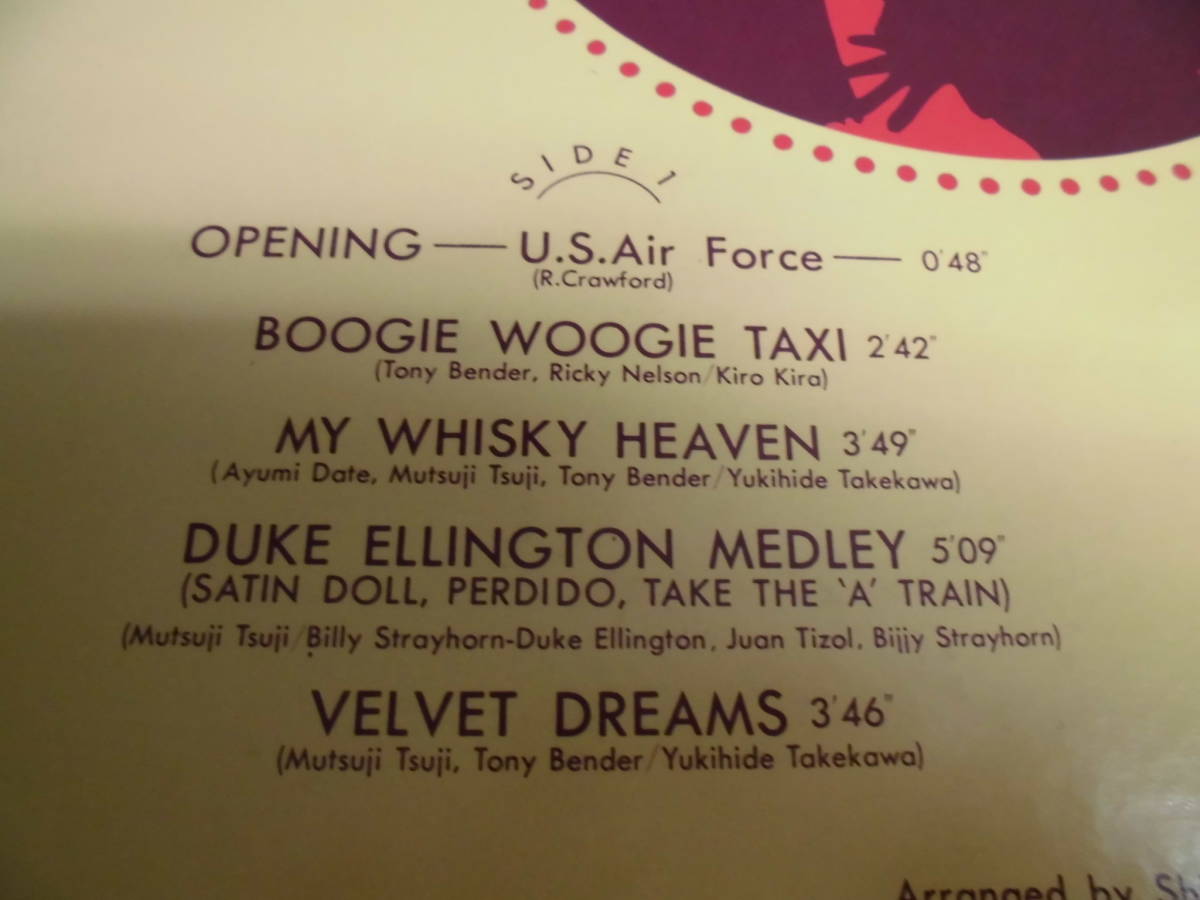 SIDE 1
OPENING — U.S.Air Force — 0'48"
(R.Crawford)
BOOGIE WOOGIE TAXI 2'42"
(Tony Bender, Ricky Nelson/Kiro Kira)
MY WHISKY HEAVEN 3'49"
(Ayumi Date, Mutsuji Tsuji, Tony Bender/Yukihide Takekawa)
DUKE ELLINGTON MEDLEY 5'09"
(SATIN DOLL, PERDIDO, TAKE THE 'A' TRAIN)
(Mutsuji Tsuji/Billy Strayhorn-Duke Ellington, Juan Tizol, Bijjy Strayhorn)
VELVET DREAMS 3'46"
(Mutsuji Tsuji, Tony Bender/Yukihide Takekawa)
Arranged by